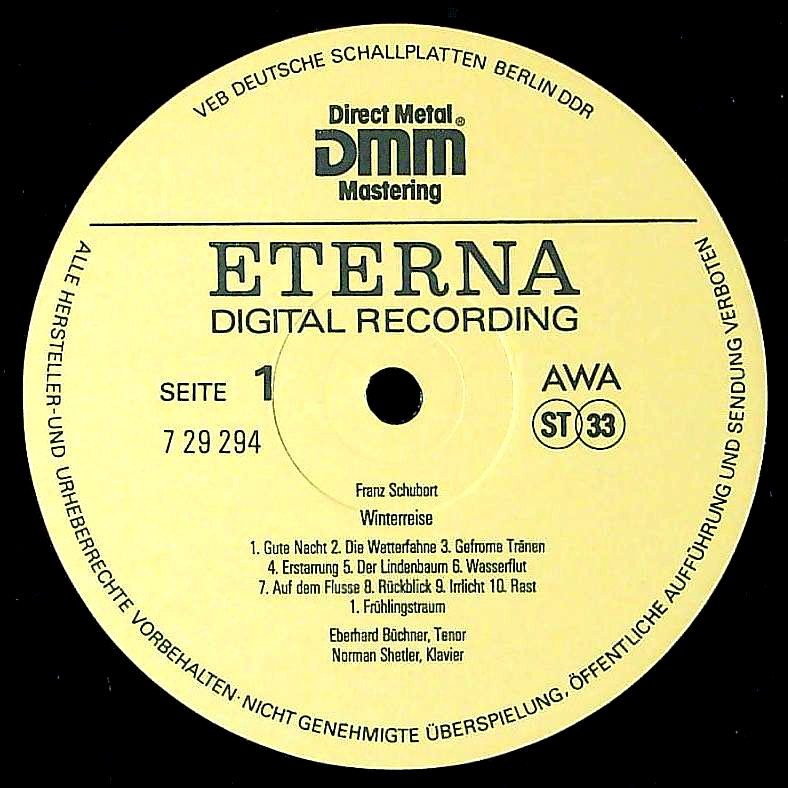 VEB DEUTSCHE SCHALLPLATTEN BERLIN DDR
Direct Metal®
DMM
Mastering
ETERNA
DIGITAL RECORDING
SEITE 1
7 29 294
AWA
ST 33
Franz Schubert
Winterreise
1. Gute Nacht 2. Die Wetterfahne 3. Gefrorne Tränen
4. Erstarrung 5. Der Lindenbaum 6. Wasserflut
7. Auf dem Flusse 8. Rückblick 9. Irrlicht 10. Rast
1. Frühlingstraum
Eberhard Büchner, Tenor
Norman Shetler, Klavier
ALLE HERSTELLER- UND URHEBERRECHTE VORBEHALTEN · NICHT GENEHMIGTE ÜBERSPIELUNG, ÖFFENTLICHE AUFFÜHRUNG UND SENDUNG VERBOTEN